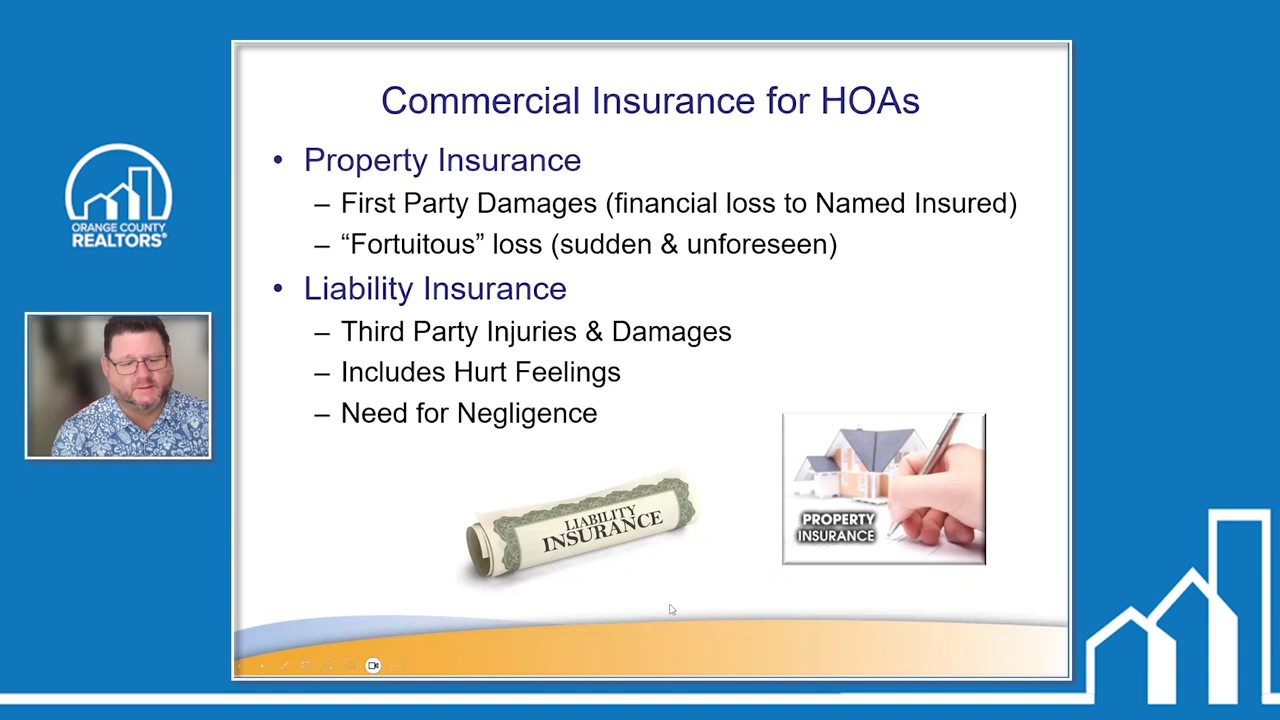 Commercial Insurance for HOAs
• Property Insurance
– First Party Damages (financial loss to Named Insured)
– “Fortuitous” loss (sudden & unforeseen)
• Liability Insurance
– Third Party Injuries & Damages
– Includes Hurt Feelings
– Need for Negligence
LIABILITY
INSURANCE
PROPERTY
INSURANCE
ORANGE COUNTY
REALTORS®